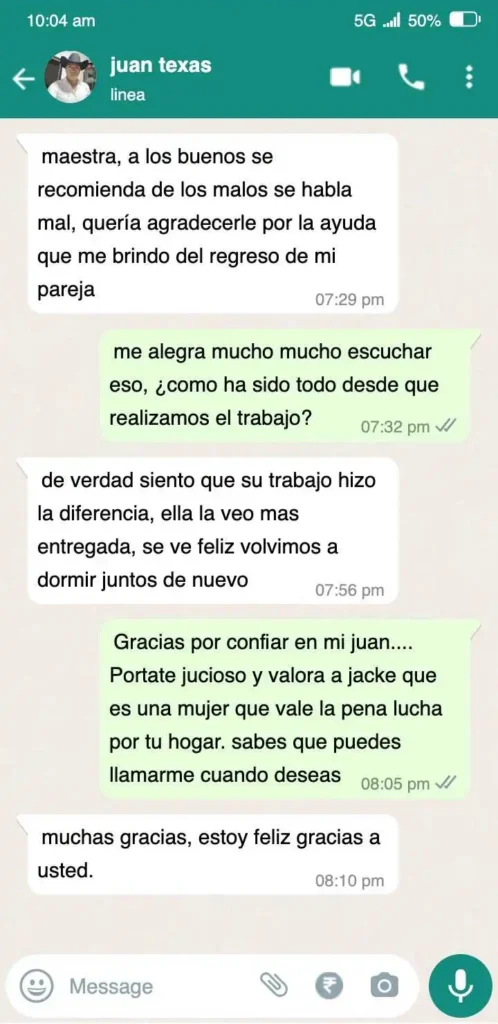 10:04 am 5G 50%
juan texas
linea
maestra, a los buenos se
recomienda de los malos se habla
mal, quería agradecerle por la ayuda
que me brindo del regreso de mi
pareja
07:29 pm
me alegra mucho mucho escuchar
eso, ¿como ha sido todo desde que
realizamos el trabajo?
07:32 pm
de verdad siento que su trabajo hizo
la diferencia, ella la veo mas
entregada, se ve feliz volvimos a
dormir juntos de nuevo
07:56 pm
Gracias por confiar en mi juan....
Portate jucioso y valora a jacke que
es una mujer que vale la pena lucha
por tu hogar. sabes que puedes
llamarme cuando deseas
08:05 pm
muchas gracias, estoy feliz gracias a
usted.
08:10 pm
Message